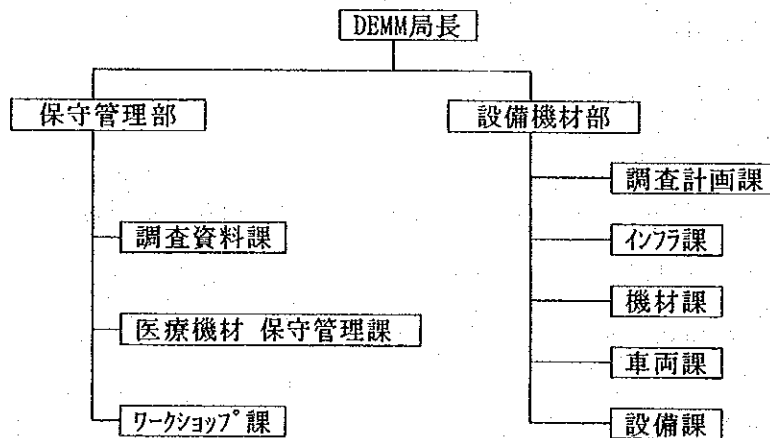 DEMM局長
保守管理部
設備機材部
調査計画課
調査資料課
インフラ課
機材課
医療機材 保守管理課
車両課
ワークショップ課
設備課